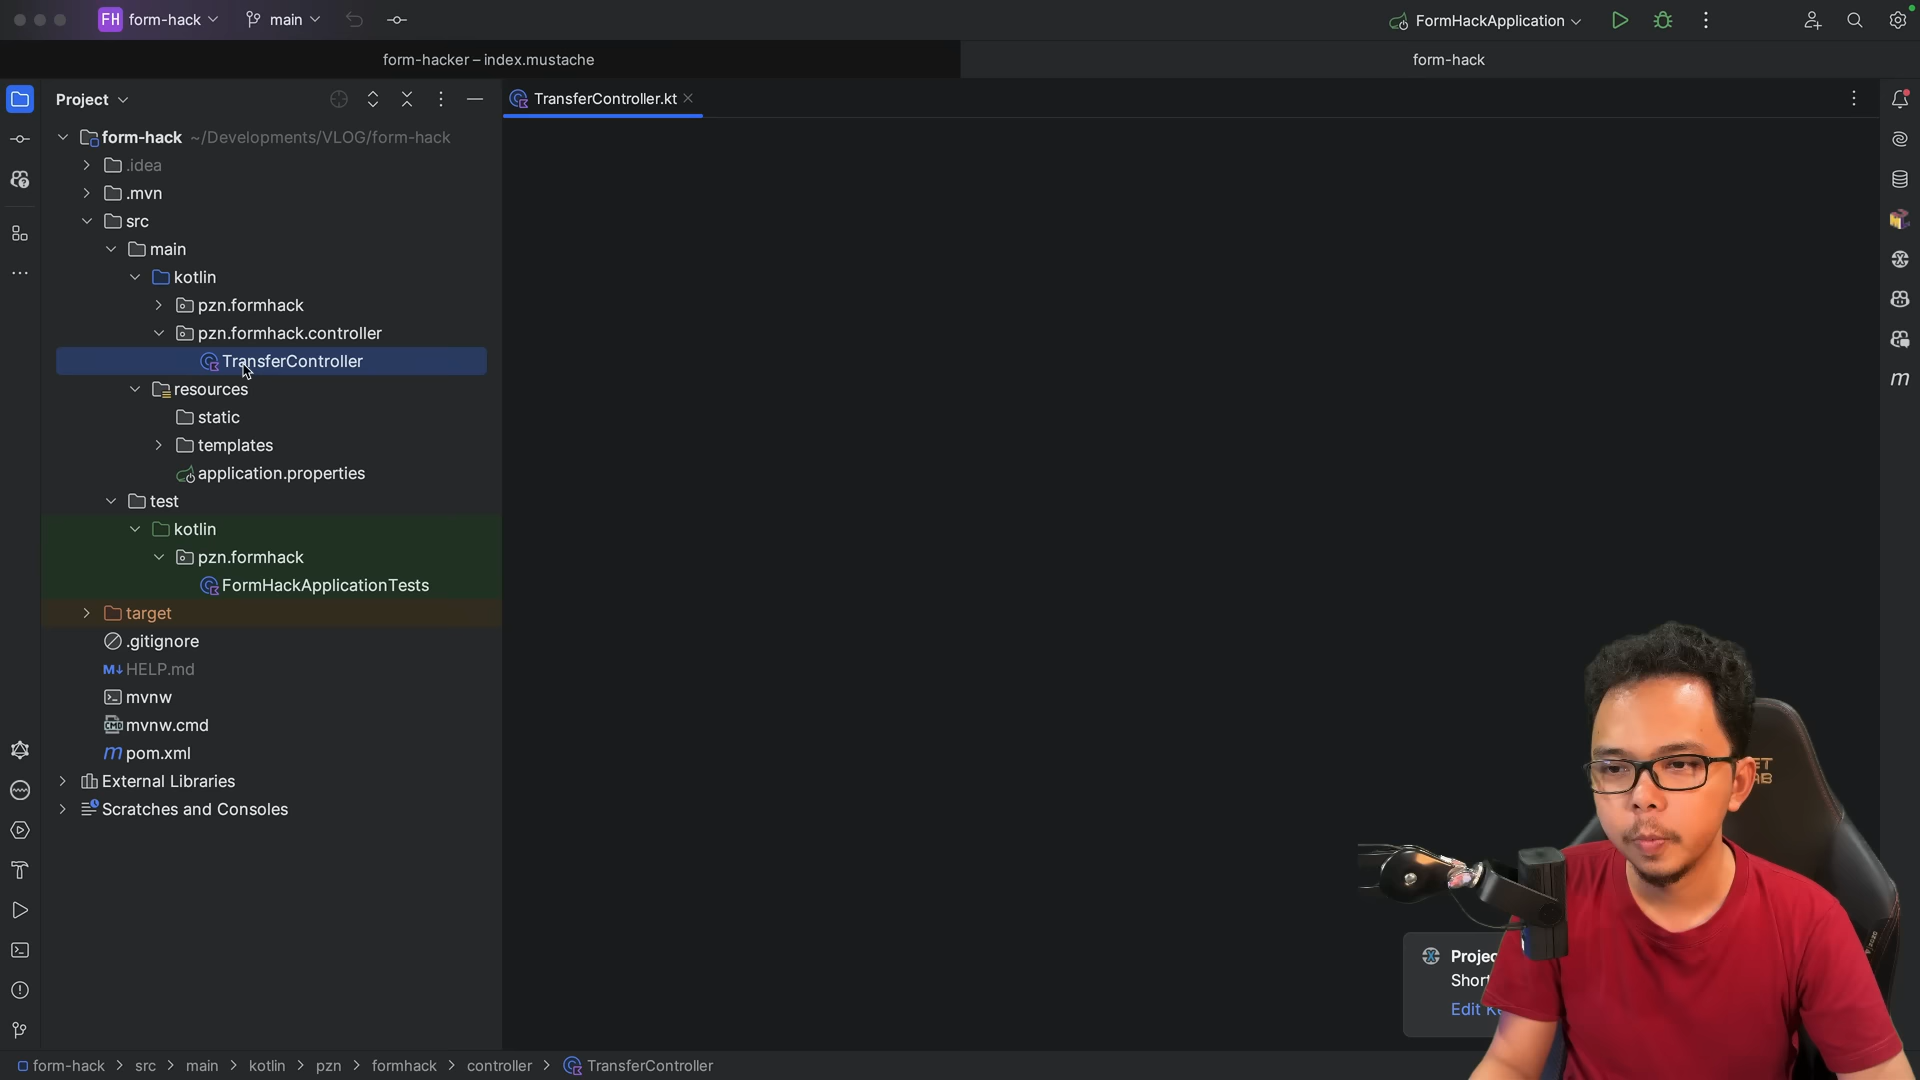 FH form-hack
main
FormHackApplication
form-hacker – index.mustache
form-hack
Project
TransferController.kt
form-hack ~/Developments/VLOG/form-hack
.idea
.mvn
src
main
kotlin
pzn.formhack
pzn.formhack.controller
TransferController
resources
static
templates
application.properties
test
kotlin
pzn.formhack
FormHackApplicationTests
target
.gitignore
M↓ HELP.md
mvnw
CMD mvnw.cmd
m pom.xml
External Libraries
Scratches and Consoles
m
Edit
form-hack > src > main > kotlin > pzn > formhack > controller > TransferController